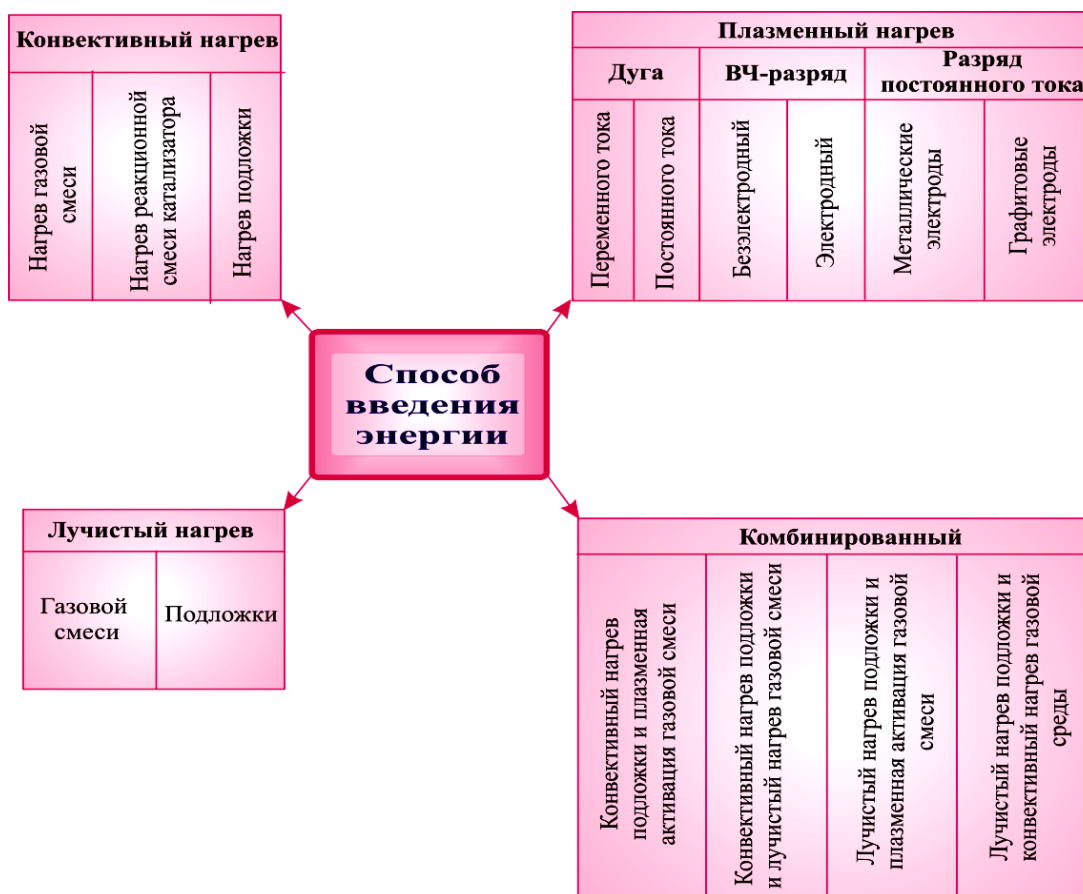 Конвективный нагрев
Нагрев газовой
смеси
Нагрев реакционной
смеси катализатора
Нагрев подложки
Плазменный нагрев
Дуга
ВЧ-разряд
Разряд
постоянного тока
Переменного тока
Постоянного тока
Безэлектродный
Электродный
Металлические
электроды
Графитовые
электроды
Способ
введения
энергии
Лучистый нагрев
Газовой
смеси
Подложки
Комбинированный
Конвективный нагрев
подложки и плазменная
активация газовой смеси
Конвективный нагрев подложки
и лучистый нагрев газовой смеси
Лучистый нагрев подложки и
плазменная активация газовой
смеси
Лучистый нагрев подложки и
конвективный нагрев газовой
среды